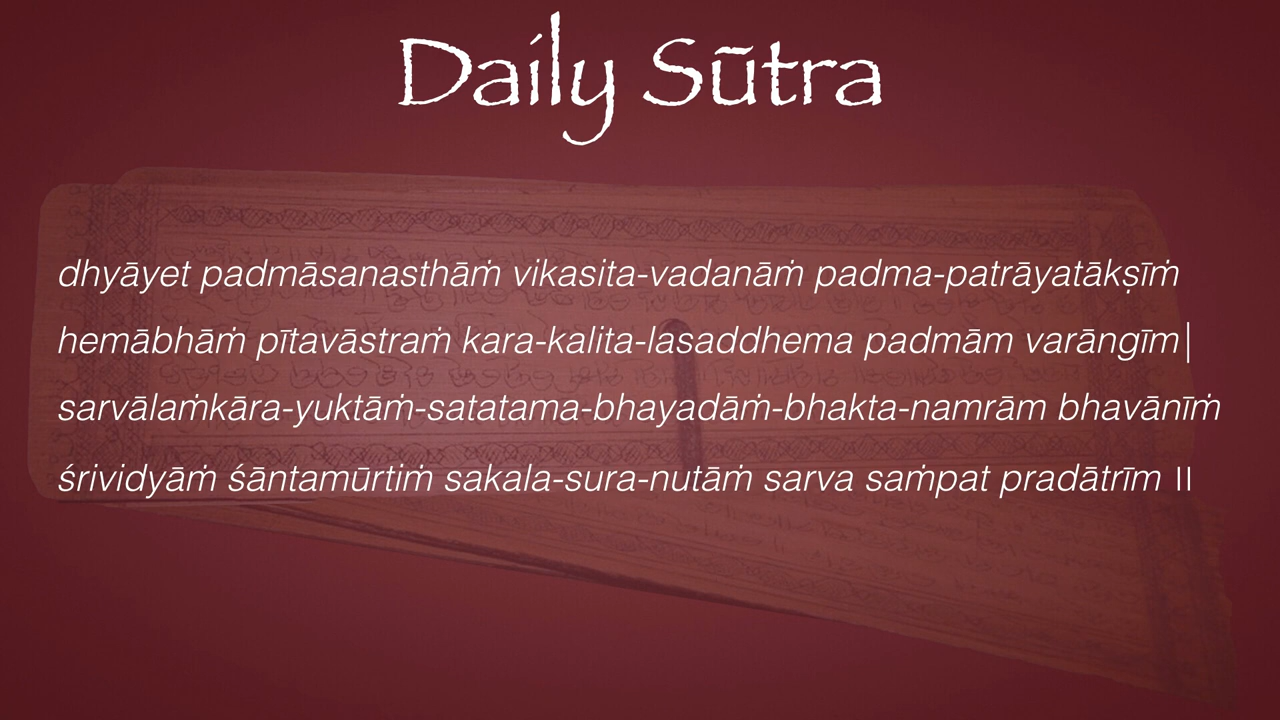 Daily Sūtra
dhyāyet padmāsanasthāṁ vikasita-vadanāṁ padma-patrāyatākṣīṁ
hemābhāṁ pītavāstraṁ kara-kalita-lasaddhema padmām varāngīm|
sarvālaṁkāra-yuktāṁ-satatama-bhayadāṁ-bhakta-namrām bhavānīṁ
śrividyāṁ śāntamūrtiṁ sakala-sura-nutāṁ sarva saṁpat pradātrīm ||